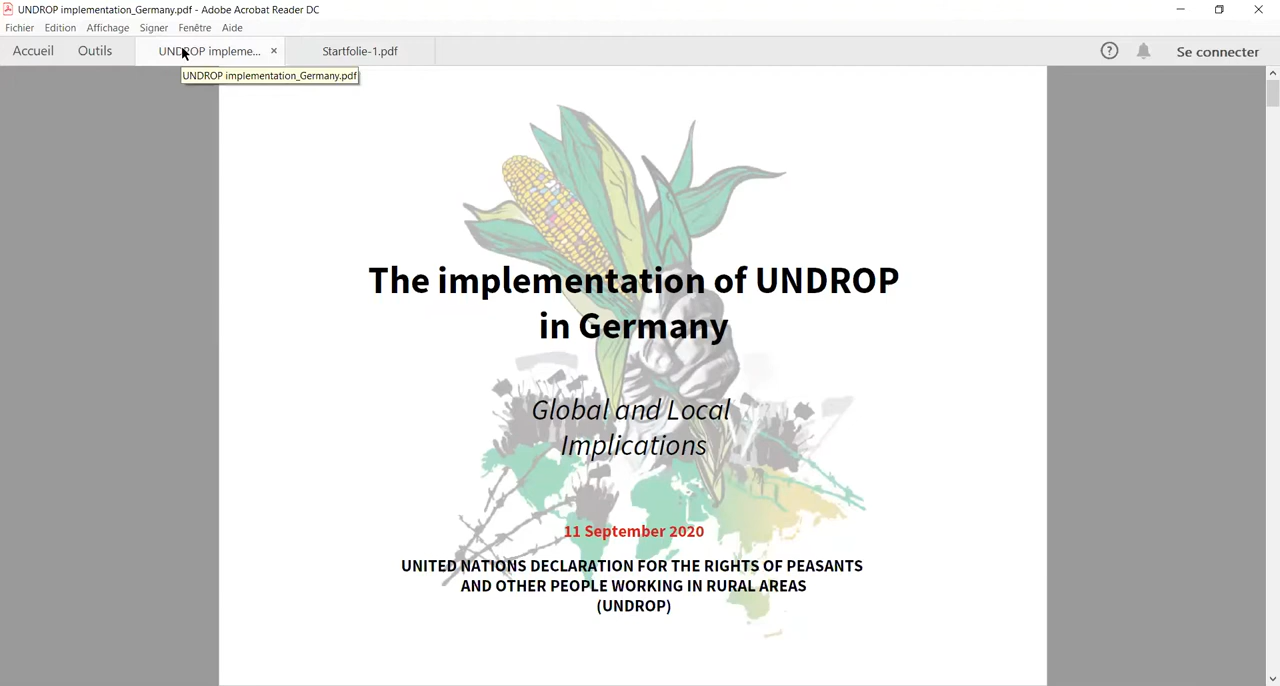 UNDROP implementation_Germany.pdf - Adobe Acrobat Reader DC
Fichier Edition Affichage Signer Fenêtre Aide
Accueil Outils UNDROP impleme... × Startfolie-1.pdf ? Se connecter
UNDROP implementation_Germany.pdf
The implementation of UNDROP
in Germany
Global and Local
Implications
11 September 2020
UNITED NATIONS DECLARATION FOR THE RIGHTS OF PEASANTS
AND OTHER PEOPLE WORKING IN RURAL AREAS
(UNDROP)